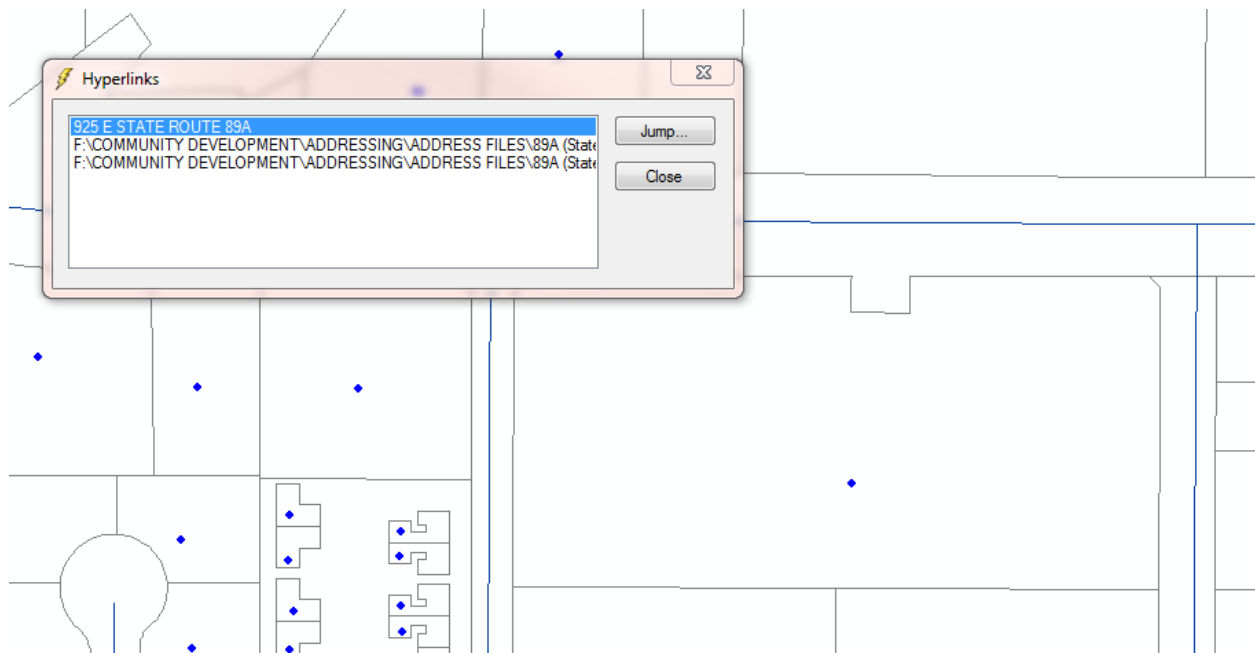 Hyperlinks
925 E STATE ROUTE 89A
F:\COMMUNITY DEVELOPMENT\ADDRESSING\ADDRESS FILES\89A (State
F:\COMMUNITY DEVELOPMENT\ADDRESSING\ADDRESS FILES\89A (State
Jump...
Close